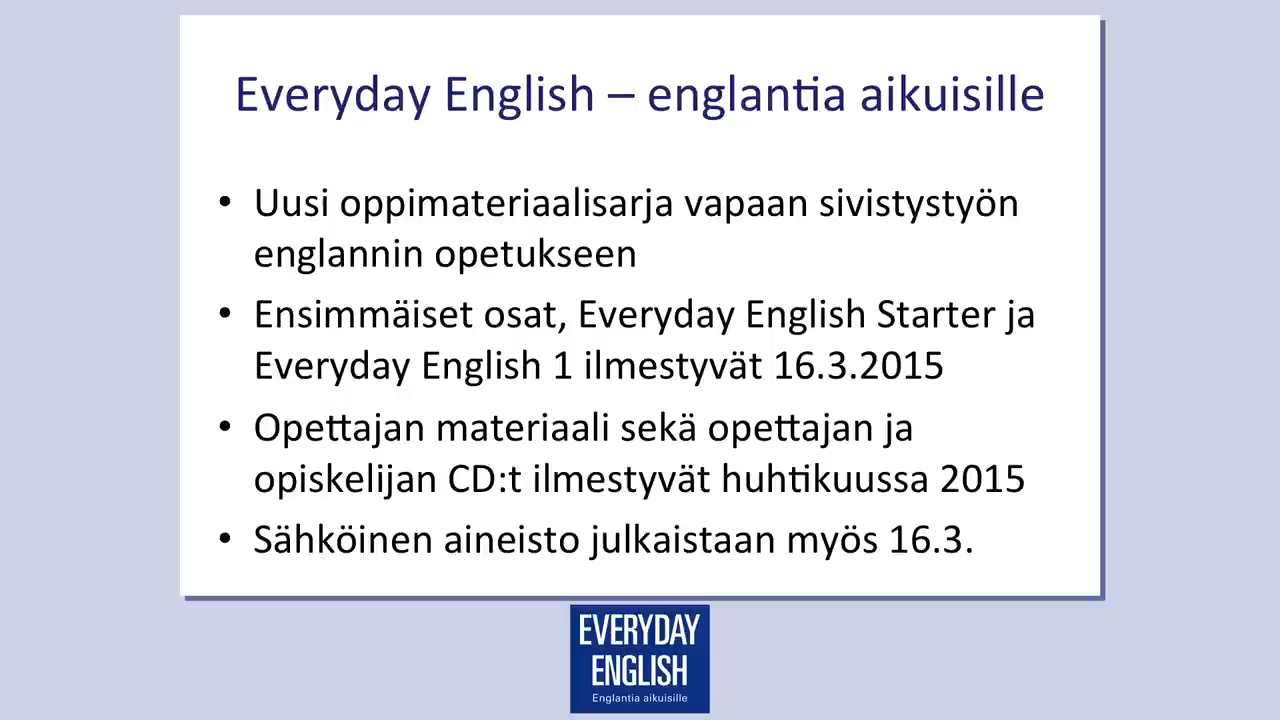 Everyday English – englantia aikuisille
• Uusi oppimateriaalisarja vapaan sivistystyön
englannin opetukseen
• Ensimmäiset osat, Everyday English Starter ja
Everyday English 1 ilmestyvät 16.3.2015
• Opettajan materiaali sekä opettajan ja
opiskelijan CD:t ilmestyvät huhtikuussa 2015
• Sähköinen aineisto julkaistaan myös 16.3.
EVERYDAY
ENGLISH
Englantia aikuisille